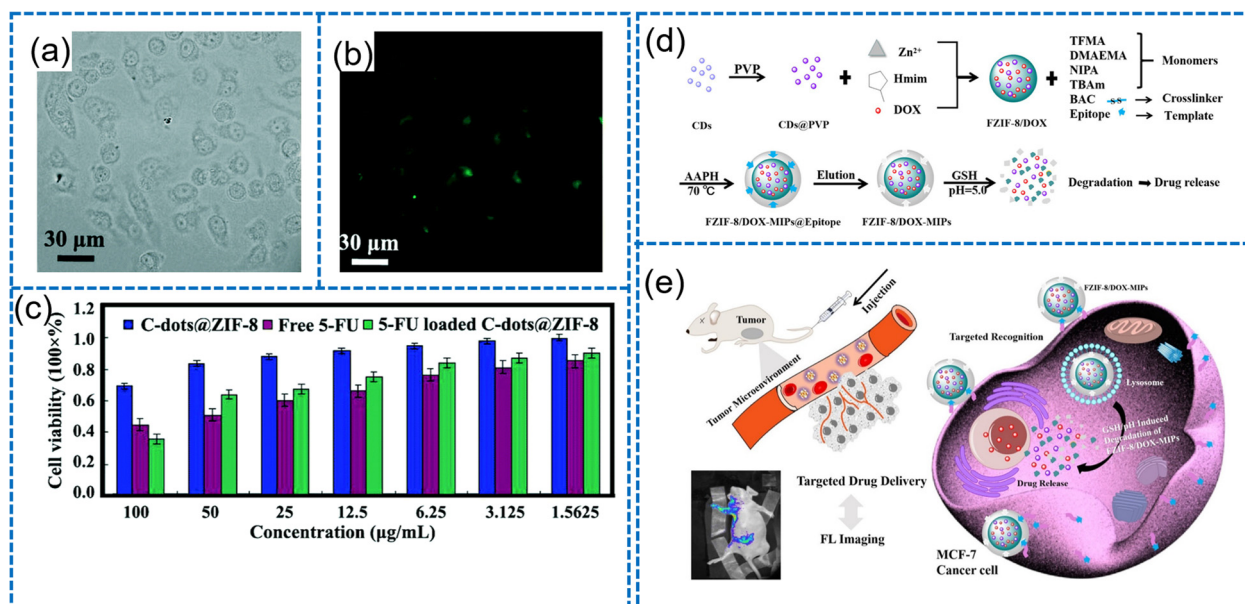 (a)
30 μm
(b)
30 μm
(c)
C-dots@ZIF-8 Free 5-FU 5-FU loaded C-dots@ZIF-8
Cell viability (100×%)
1.2
1.0
0.8
0.6
0.4
0.2
0.0
100 50 25 12.5 6.25 3.125 1.5625
Concentration (μg/mL)
(d)
CDs
PVP
CDs@PVP
+
Zn²⁺
Hmim
DOX
FZIF-8/DOX
+
TFMA
DMAEMA
NIPA
TBAm
Monomers
BAC SS Crosslinker
Epitope Template
AAPH
70 ℃
FZIF-8/DOX-MIPs@Epitope
Elution
FZIF-8/DOX-MIPs
GSH
pH=5.0
Degradation Drug release
(e)
Tumor
Injection
Tumor Microenvironment
Targeted Drug Delivery
FL Imaging
FZIF-8/DOX-MIPs
Targeted Recognition
Lysosome
GSH/pH Induced
Degradation of
FZIF-8/DOX-MIPs
Drug Release
MCF-7
Cancer cell